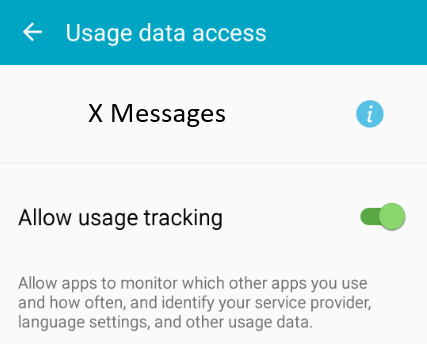 Usage data access
X Messages
i
Allow usage tracking
Allow apps to monitor which other apps you use
and how often, and identify your service provider,
language settings, and other usage data.